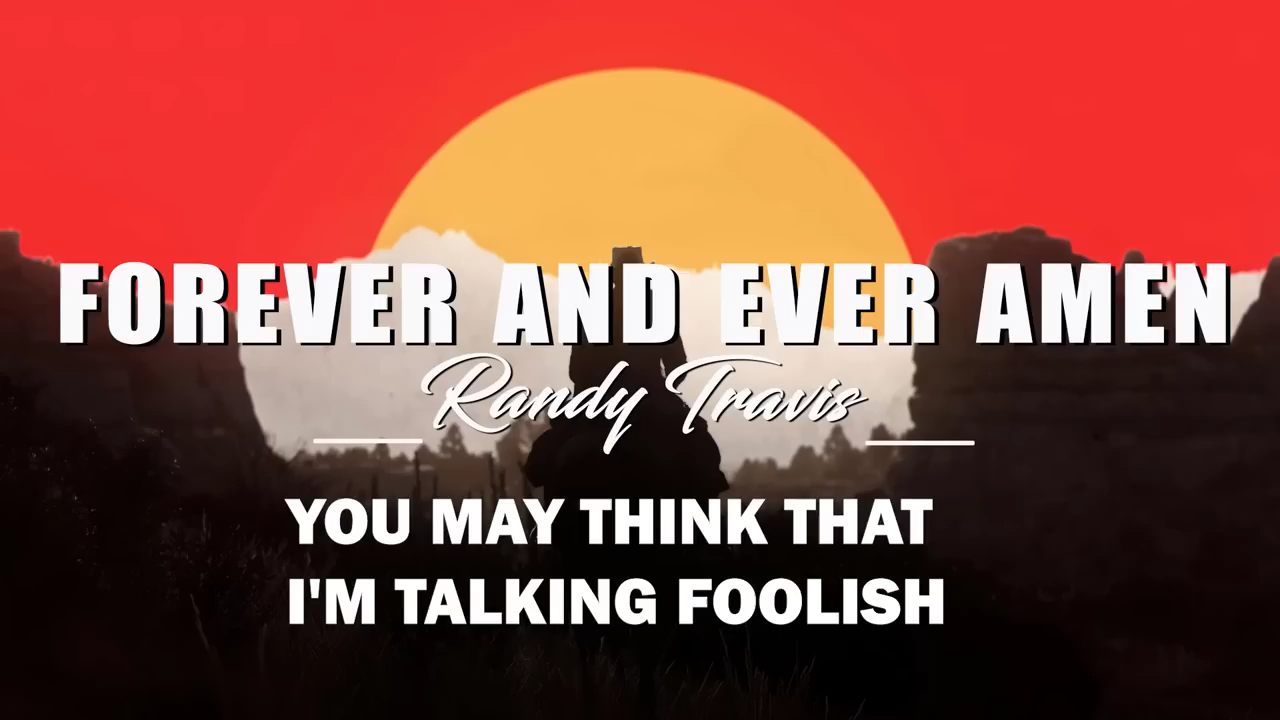 FOREVER AND EVER AMEN
Randy Travis
YOU MAY THINK THAT
I'M TALKING FOOLISH